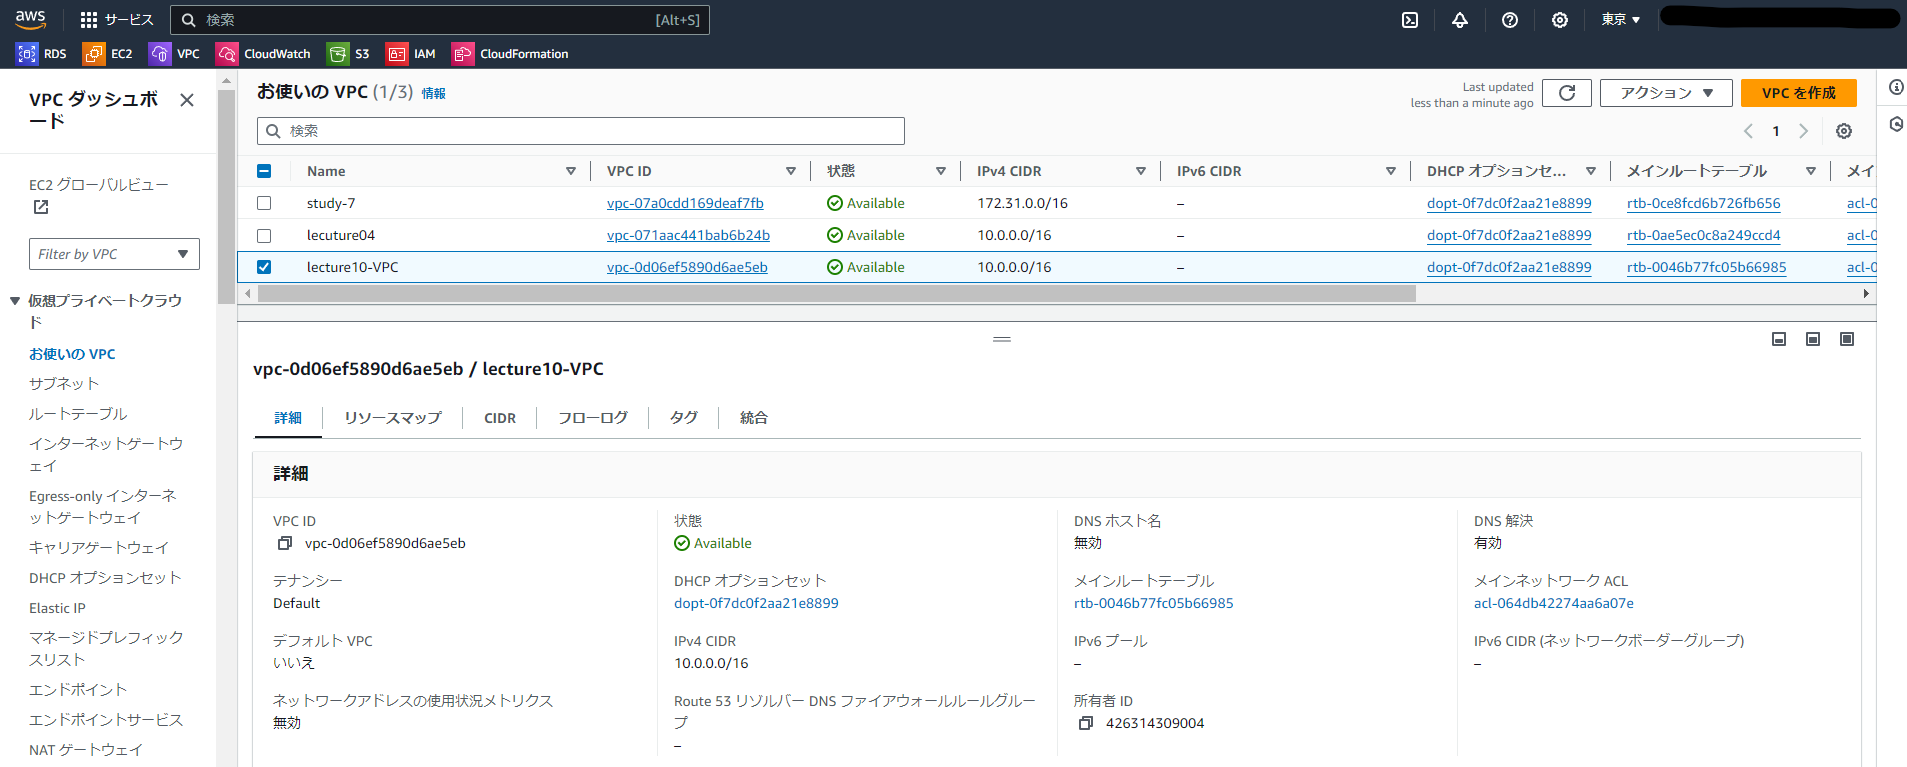 aws サービス 検索 [Alt+S] 東京
RDS EC2 VPC CloudWatch S3 IAM CloudFormation
VPC ダッシュボ
ード
EC2 グローバルビュー
Filter by VPC
仮想プライベートクラウ
ド
お使いの VPC
サブネット
ルートテーブル
インターネットゲートウ
ェイ
Egress-only インターネ
ットゲートウェイ
キャリアゲートウェイ
DHCP オプションセット
Elastic IP
マネージドプレフィック
スリスト
エンドポイント
エンドポイントサービス
NAT ゲートウェイ
お使いの VPC (1/3) 情報
Last updated
less than a minute ago
アクション
VPC を作成
検索
1
Name VPC ID 状態 IPv4 CIDR IPv6 CIDR DHCP オプションセ... メインルートテーブル メイ
study-7 vpc-07a0cdd169deaf7fb Available 172.31.0.0/16 – dopt-0f7dc0f2aa21e8899 rtb-0ce8fcd6b726fb656 acl-0
lecuture04 vpc-071aac441bab6b24b Available 10.0.0.0/16 – dopt-0f7dc0f2aa21e8899 rtb-0ae5ec0c8a249ccd4 acl-0
lecture10-VPC vpc-0d06ef5890d6ae5eb Available 10.0.0.0/16 – dopt-0f7dc0f2aa21e8899 rtb-0046b77fc05b66985 acl-0
vpc-0d06ef5890d6ae5eb / lecture10-VPC
詳細 リソースマップ CIDR フローログ タグ 統合
詳細
VPC ID
vpc-0d06ef5890d6ae5eb
状態
Available
DNS ホスト名
無効
DNS 解決
有効
テナンシー
Default
DHCP オプションセット
dopt-0f7dc0f2aa21e8899
メインルートテーブル
rtb-0046b77fc05b66985
メインネットワーク ACL
acl-064db42274aa6a07e
デフォルト VPC
いいえ
IPv4 CIDR
10.0.0.0/16
IPv6 プール
–
IPv6 CIDR (ネットワークボーダーグループ)
–
ネットワークアドレスの使用状況メトリクス
無効
Route 53 リゾルバー DNS ファイアウォールルールグルー
プ
–
所有者 ID
426314309004